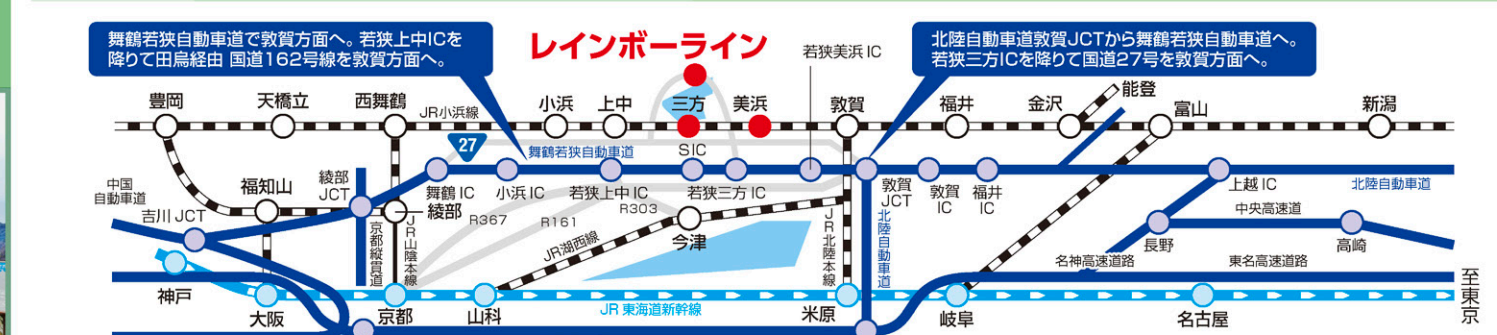 舞鶴若狭自動車道で敦賀方面へ。若狭上中ICを
降りて田烏経由 国道162号線を敦賀方面へ。
レインボーライン
若狭美浜 IC
北陸自動車道敦賀JCTから舞鶴若狭自動車道へ。
若狭三方ICを降りて国道27号を敦賀方面へ。
豊岡
天橋立
西舞鶴
JR小浜線
小浜
上中
三方
美浜
敦賀
福井
金沢
能登
富山
新潟
27
舞鶴若狭自動車道
SIC
中国
自動車道
吉川 JCT
福知山
綾部
JCT
舞鶴 IC
綾部
小浜 IC
若狭上中 IC
若狭三方 IC
敦賀
JCT
敦賀
IC
福井
IC
上越 IC
北陸自動車道
R367
R161
R303
今津
JR湖西線
京都縦貫道
JR山陰本線
JR北陸本線
北陸自動車道
中央高速道
長野
高崎
名神高速道路
東名高速道路
神戸
大阪
京都
山科
JR 東海道新幹線
米原
岐阜
名古屋
至東京